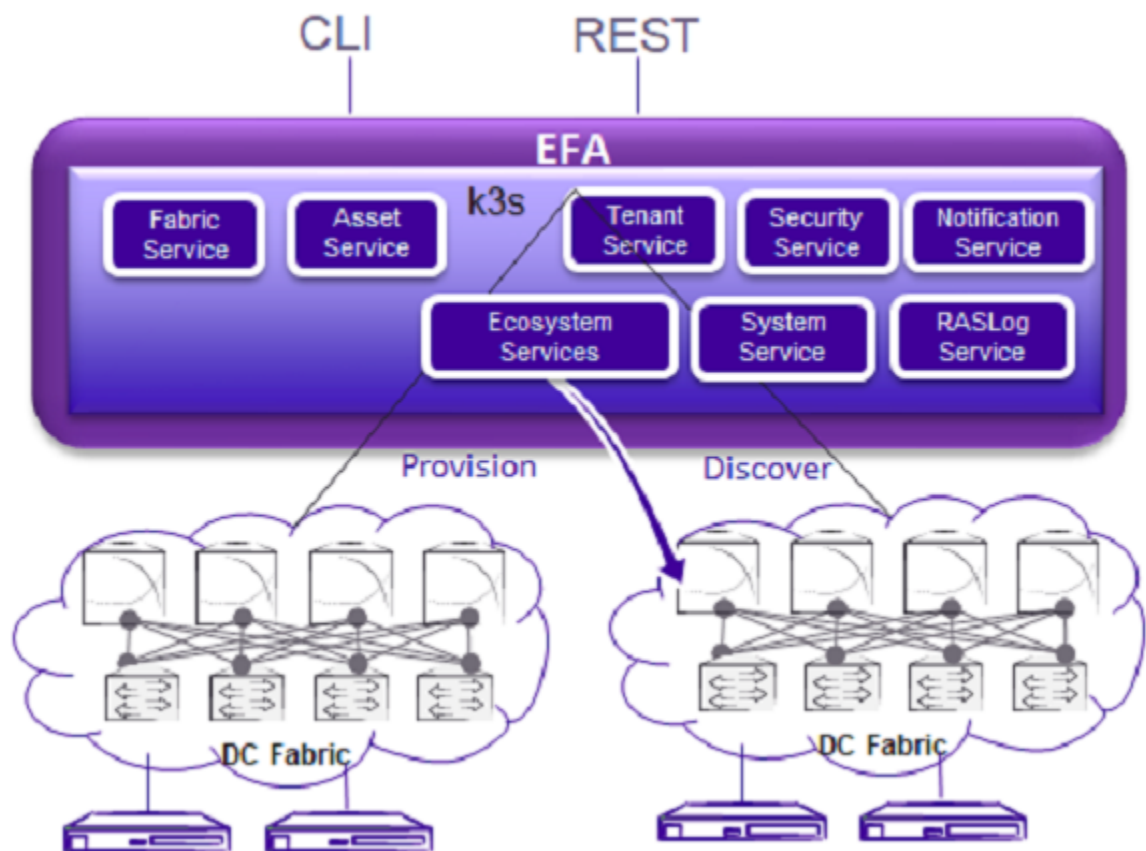 CLI REST
EFA
k3s
Fabric
Service
Asset
Service
Tenant
Service
Security
Service
Notification
Service
Ecosystem
Services
System
Service
RASLog
Service
Provision
Discover
DC Fabric
DC Fabric